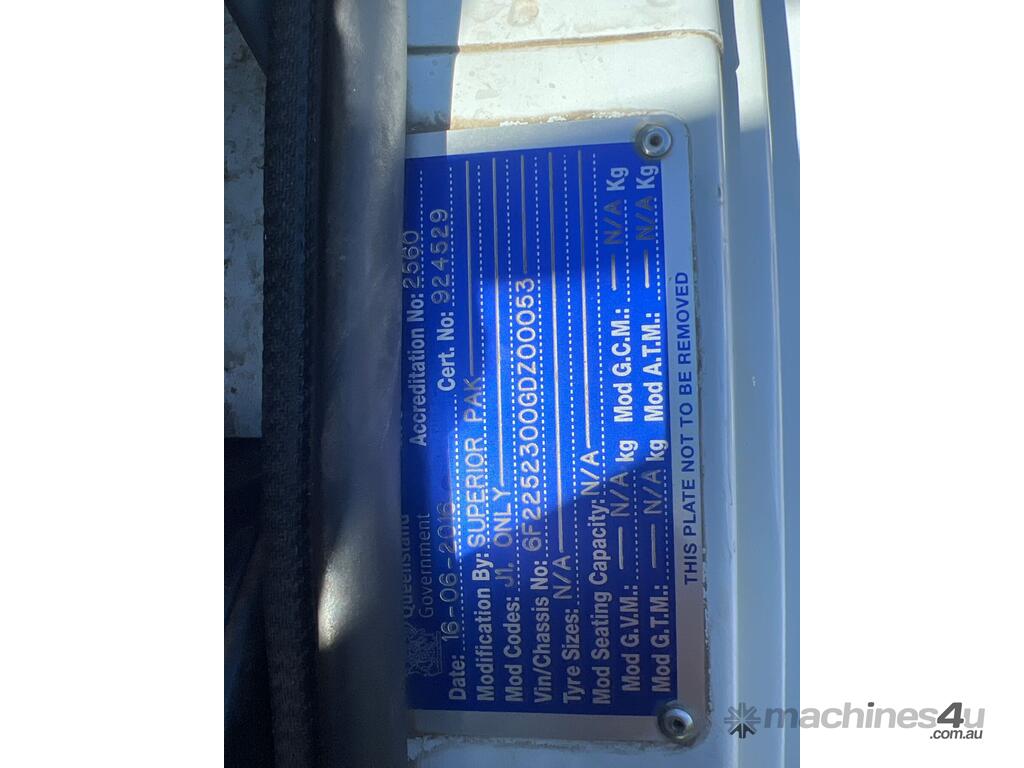 Queensland
Government Accreditation No: 2560
Date: 16-06-2016 Cert. No: 924529
Modification By: SUPERIOR PAK
Mod Codes: J1, ONLY
Vin/Chassis No: 6F2252300GDZ00053
Tyre Sizes: N/A
Mod Seating Capacity: N/A
Mod G.V.M.: N/A kg Mod G.C.M.: N/A Kg
Mod G.T.M.: N/A kg Mod A.T.M.: N/A Kg
THIS PLATE NOT TO BE REMOVED
machines4u
.com.au